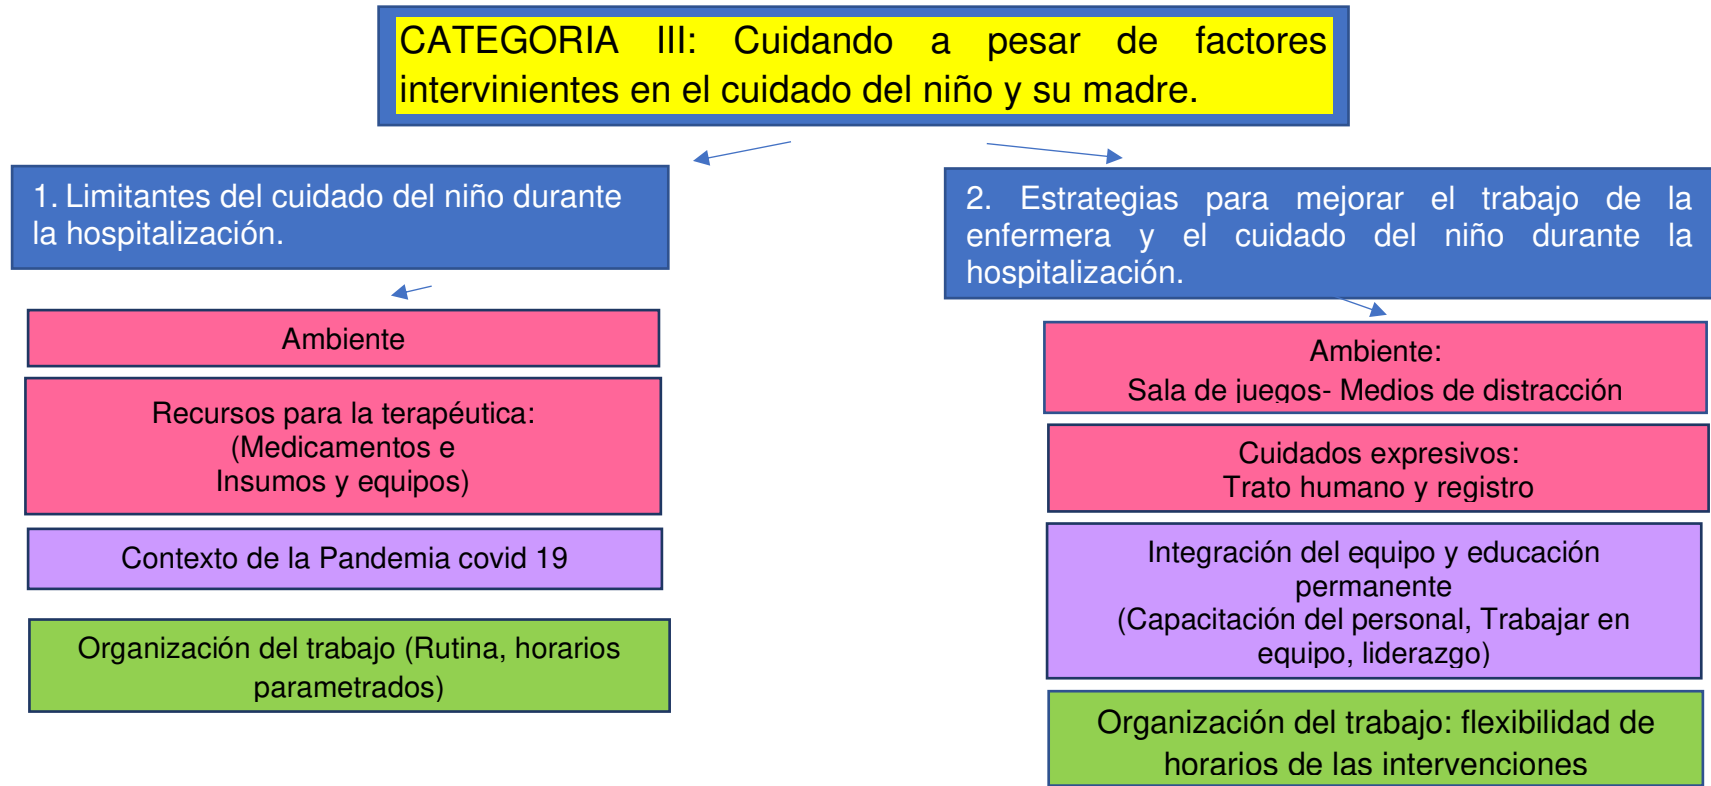 CATEGORIA III: Cuidando a pesar de factores
intervinientes en el cuidado del niño y su madre.
1. Limitantes del cuidado del niño durante
la hospitalización.
Ambiente
Recursos para la terapéutica:
(Medicamentos e
Insumos y equipos)
Contexto de la Pandemia covid 19
Organización del trabajo (Rutina, horarios
parametrados)
2. Estrategias para mejorar el trabajo de la
enfermera y el cuidado del niño durante la
hospitalización.
Ambiente:
Sala de juegos- Medios de distracción
Cuidados expresivos:
Trato humano y registro
Integración del equipo y educación
permanente
(Capacitación del personal, Trabajar en
equipo, liderazgo)
Organización del trabajo: flexibilidad de
horarios de las intervenciones